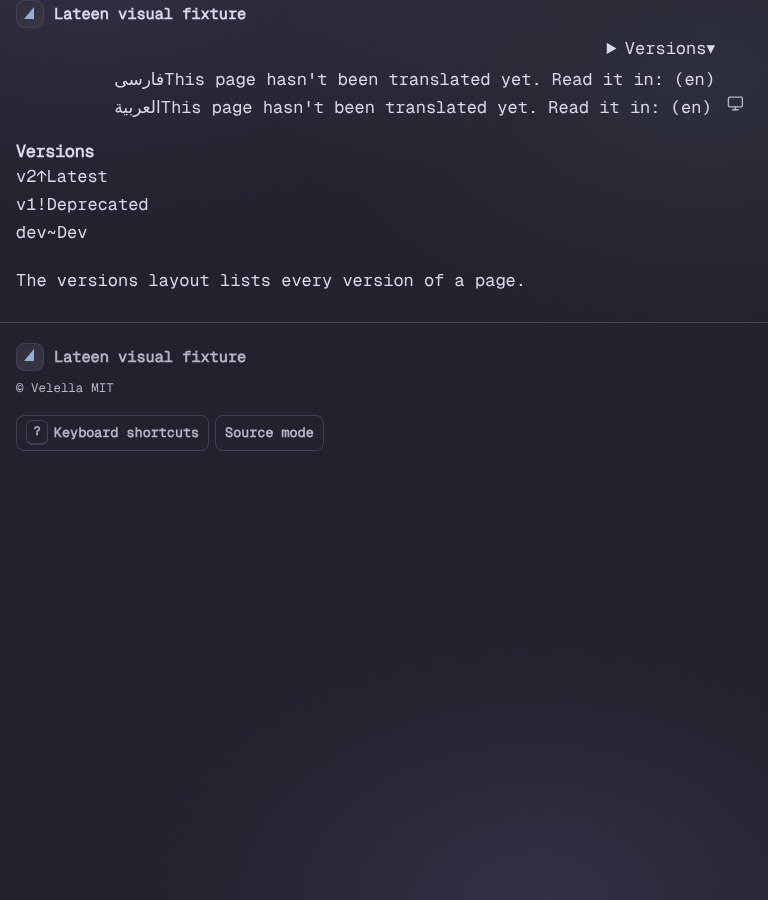 Lateen visual fixture
▶ Versions▾
فارسیThis page hasn't been translated yet. Read it in: (en)
العربيةThis page hasn't been translated yet. Read it in: (en)
Versions
v2↑Latest
v1!Deprecated
dev~Dev
The versions layout lists every version of a page.
Lateen visual fixture
© Velella MIT
? Keyboard shortcuts Source mode